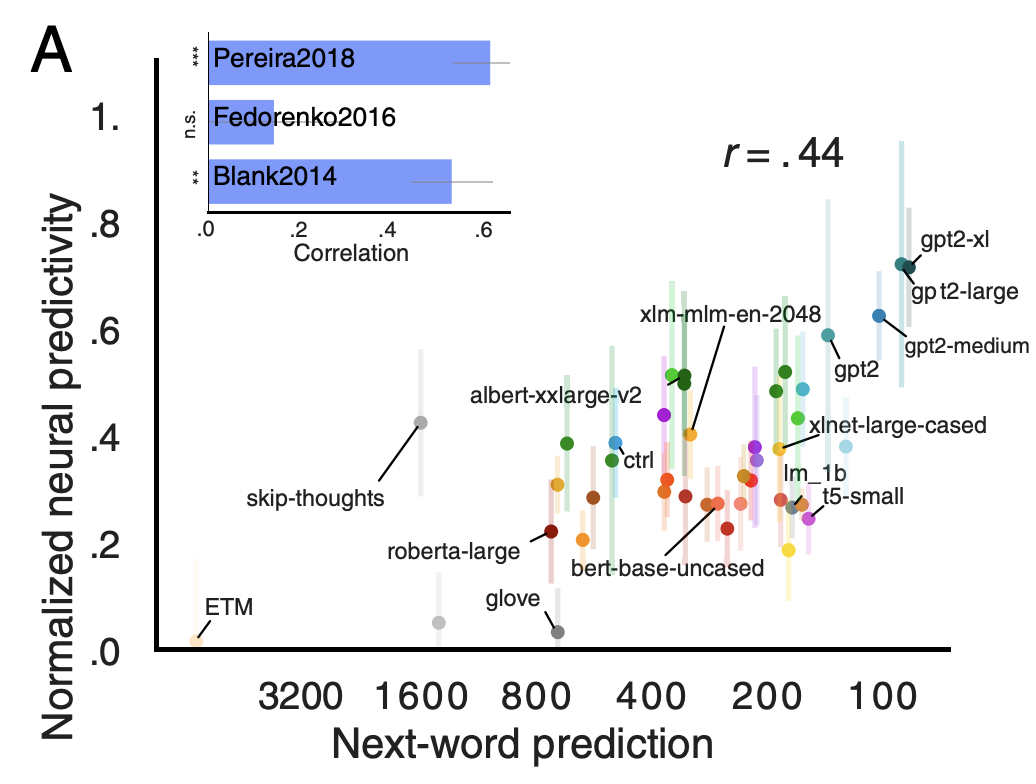 A
*** Pereira2018
n.s. Fedorenko2016
** Blank2014
.0 .2 .4 .6
Correlation
r = .44
Normalized neural predictivity
1.
.8
.6
.4
.2
.0
gpt2-xl
gpt2-large
xlm-mlm-en-2048
gpt2-medium
gpt2
albert-xxlarge-v2
xlnet-large-cased
ctrl
lm_1b
skip-thoughts
t5-small
roberta-large
bert-base-uncased
glove
ETM
3200 1600 800 400 200 100
Next-word prediction